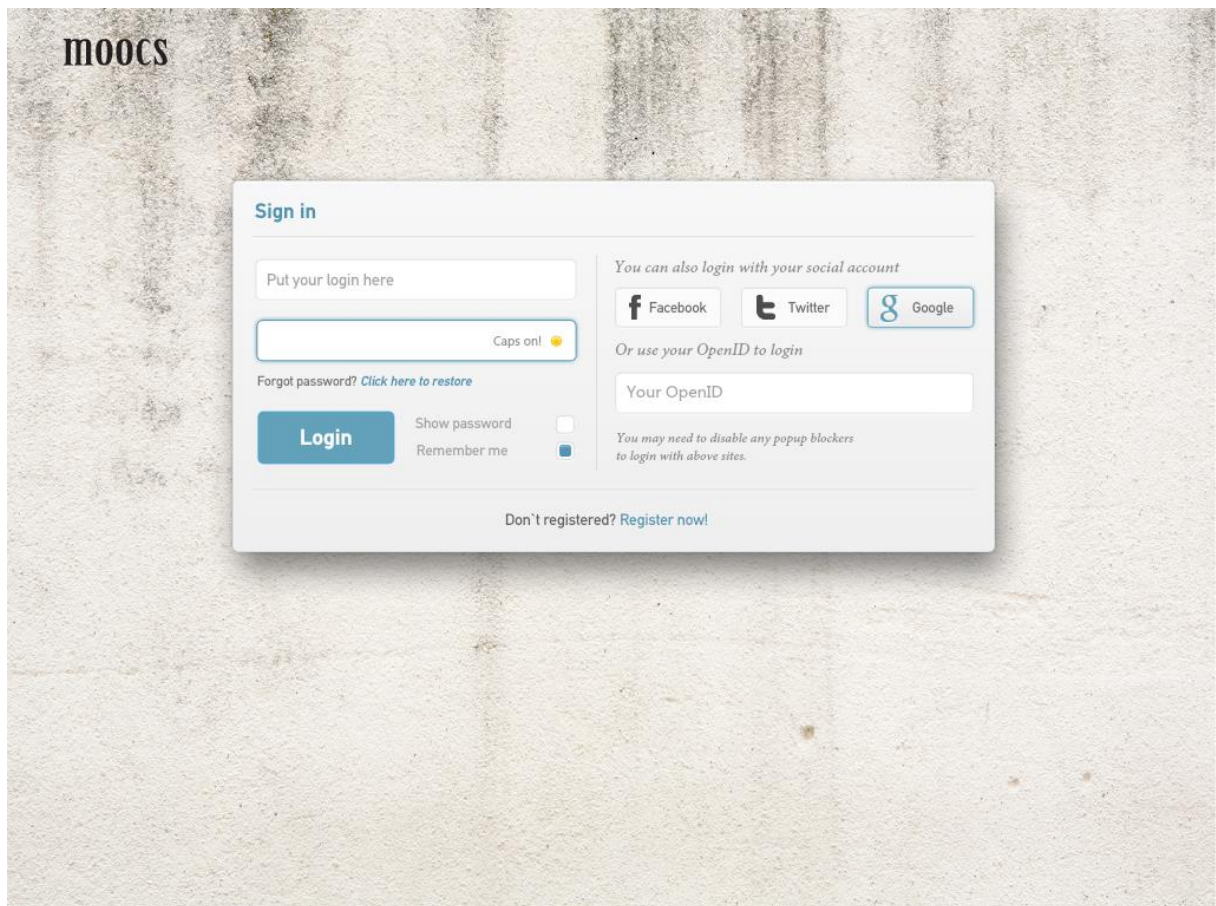 moocs
Sign in
Put your login here
Caps on!
Forgot password? Click here to restore
Login
Show password
Remember me
You can also login with your social account
Facebook
Twitter
Google
Or use your OpenID to login
Your OpenID
You may need to disable any popup blockers
to login with above sites.
Don`t registered? Register now!